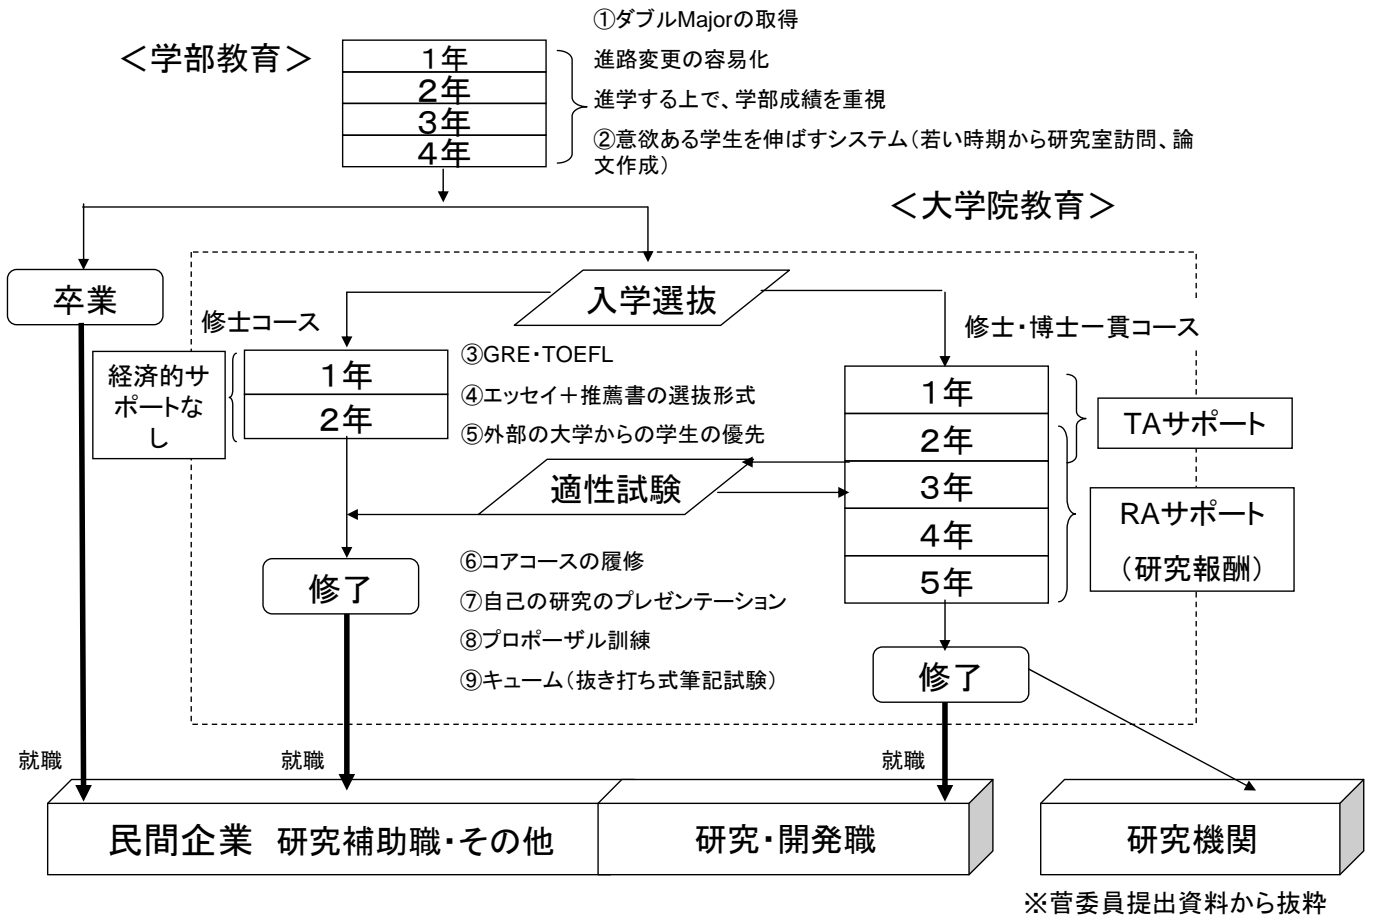 ①ダブルMajorの取得
＜学部教育＞
1年
2年
3年
4年
進路変更の容易化
進学する上で、学部成績を重視
②意欲ある学生を伸ばすシステム（若い時期から研究室訪問、論
文作成）
＜大学院教育＞
卒業
入学選抜
修士コース
修士・博士一貫コース
経済的サ
ポートな
し
1年
2年
③GRE・TOEFL
④エッセイ＋推薦書の選抜形式
⑤外部の大学からの学生の優先
1年
2年
3年
4年
5年
TAサポート
RAサポート
（研究報酬）
適性試験
修了
⑥コアコースの履修
⑦自己の研究のプレゼンテーション
⑧プロポーザル訓練
⑨キューム（抜き打ち式筆記試験）
修了
就職
就職
就職
民間企業 研究補助職・その他
研究・開発職
研究機関
※菅委員提出資料から抜粋